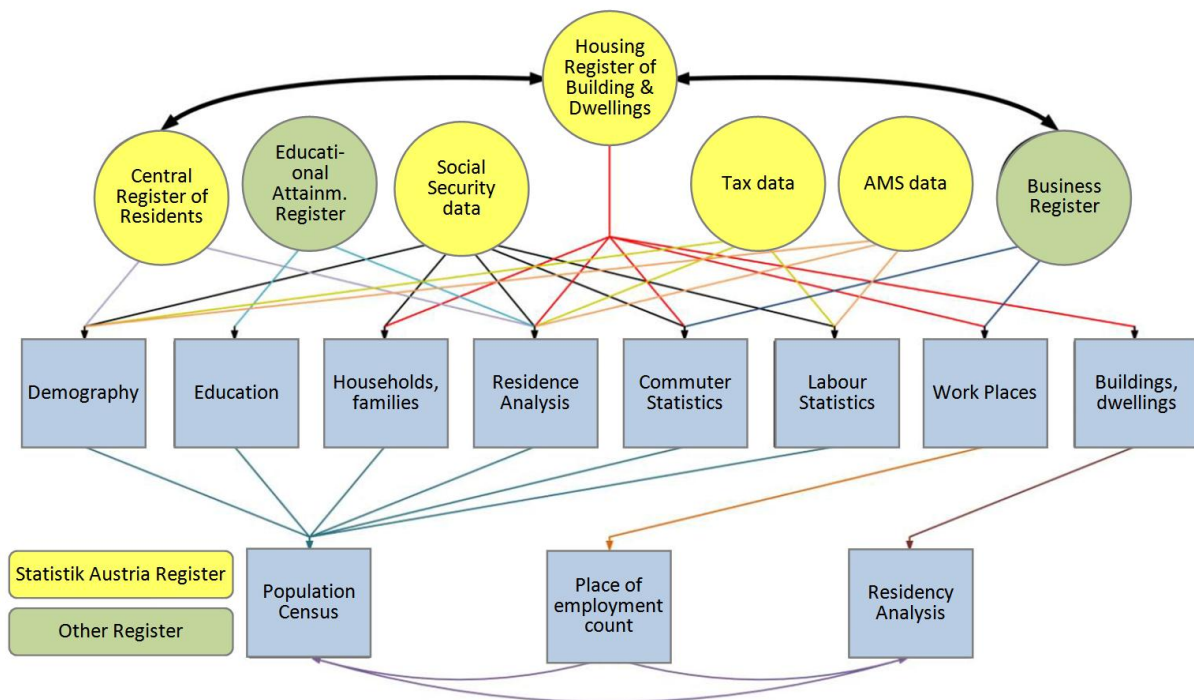 Housing
Register of
Building &
Dwellings
Central
Register of
Residents
Educati-
onal
Attainm.
Register
Social
Security
data
Tax data
AMS data
Business
Register
Demography
Education
Households,
families
Residence
Analysis
Commuter
Statistics
Labour
Statistics
Work Places
Buildings,
dwellings
Statistik Austria Register
Other Register
Population
Census
Place of
employment
count
Residency
Analysis